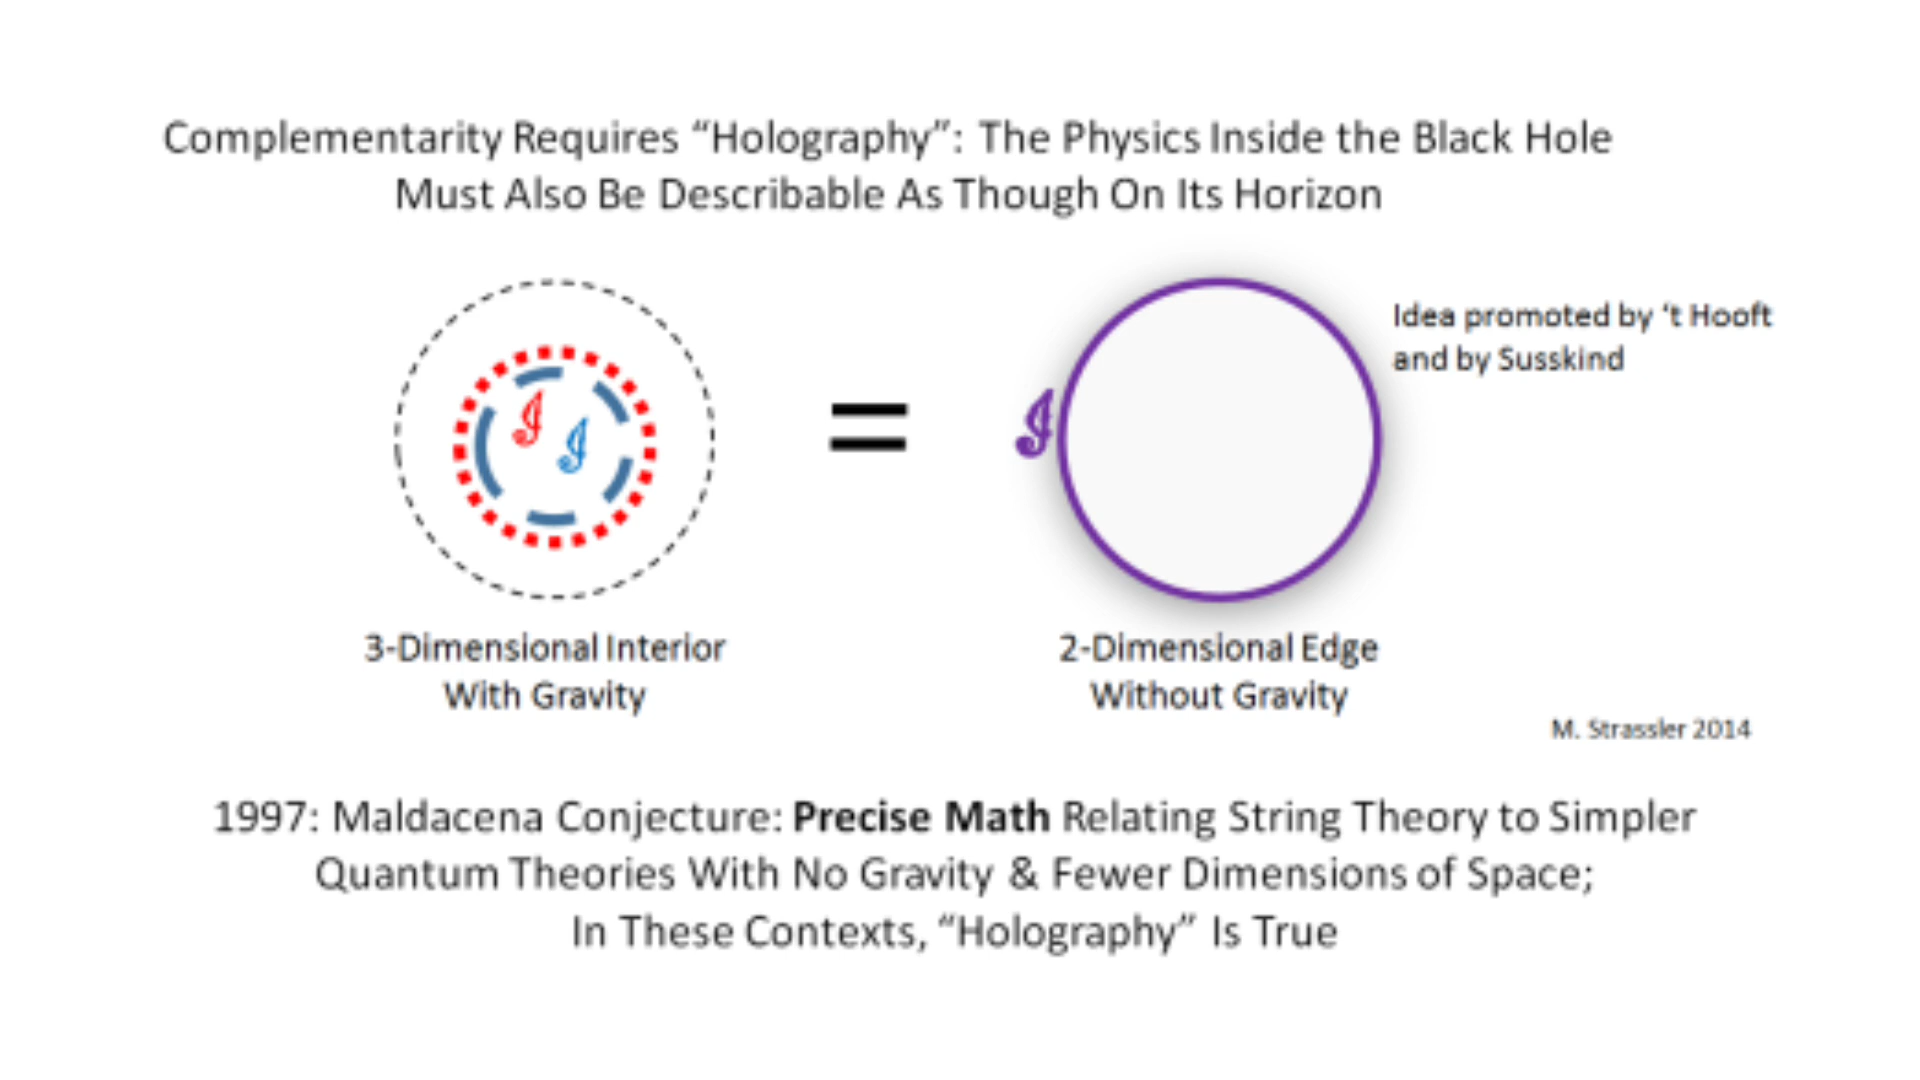 Complementarity Requires “Holography”: The Physics Inside the Black Hole
Must Also Be Describable As Though On Its Horizon
Idea promoted by ‘t Hooft
and by Susskind
I
I
=
I
3-Dimensional Interior
With Gravity
2-Dimensional Edge
Without Gravity
M. Strassler 2014
1997: Maldacena Conjecture: Precise Math Relating String Theory to Simpler
Quantum Theories With No Gravity & Fewer Dimensions of Space;
In These Contexts, “Holography” Is True